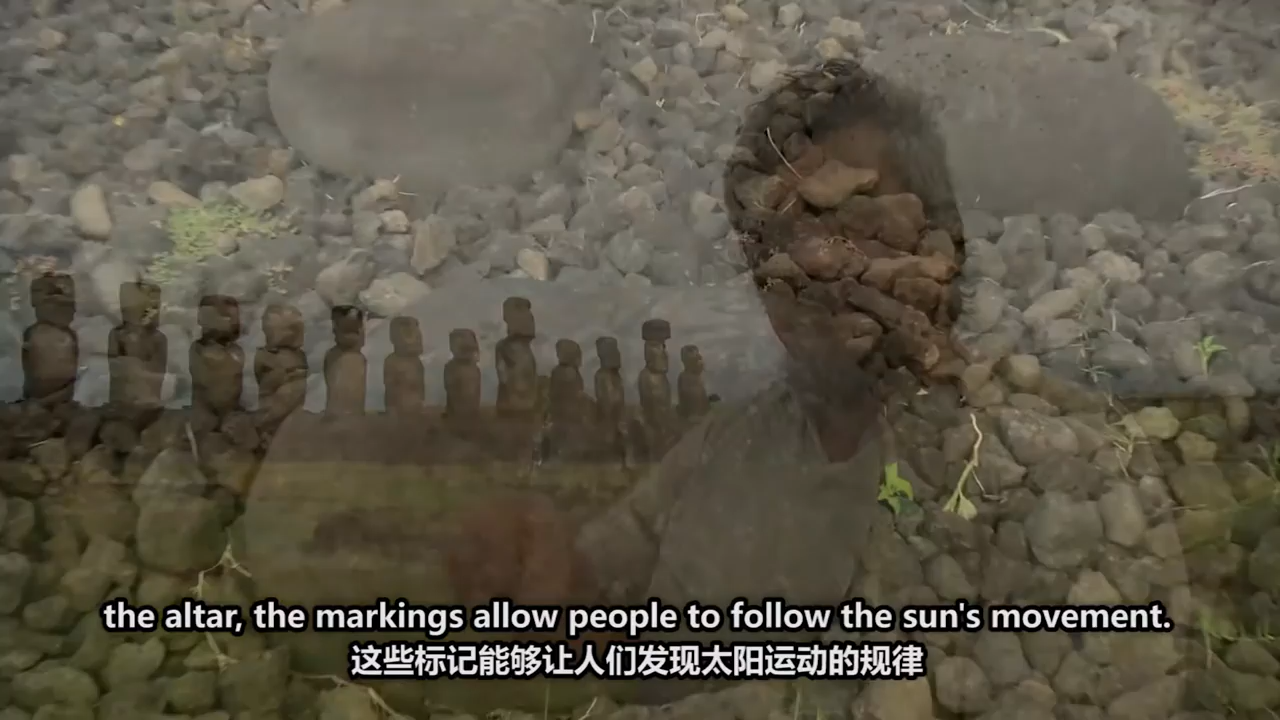 the altar, the markings allow people to follow the sun's movement.
这些标记能够让人们发现太阳运动的规律